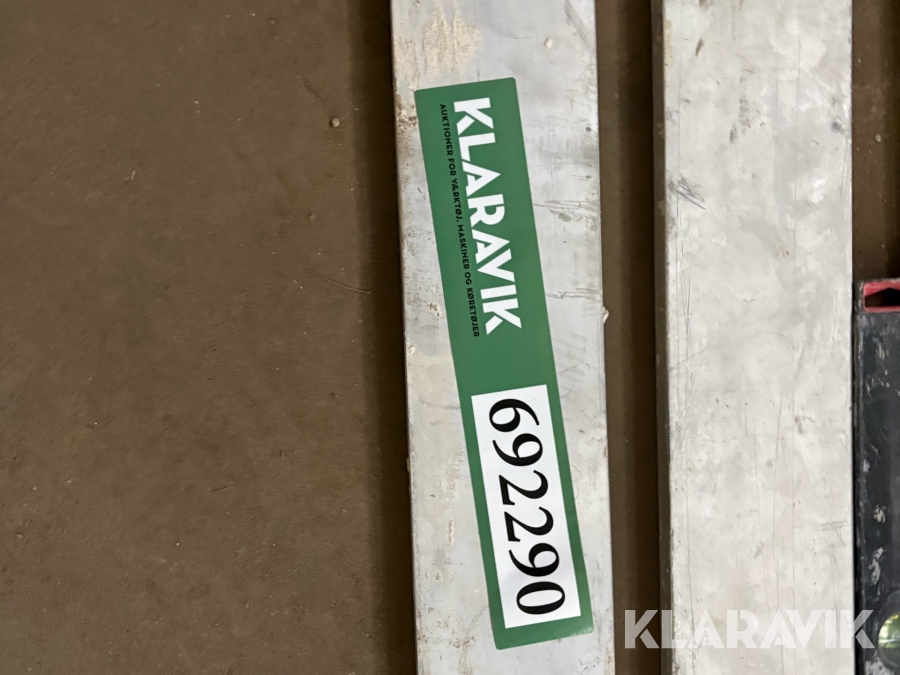 KLARAVIK
AUKTIONER FOR VÆRKTØJ, MASKINER OG KØRETØJER
692290
KLARAVIK